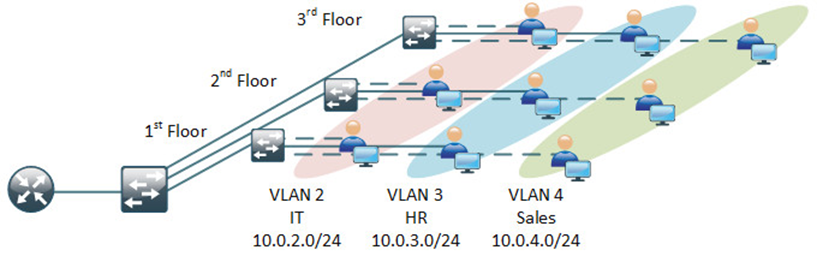 3rd Floor
2nd Floor
1st Floor
VLAN 2
IT
10.0.2.0/24
VLAN 3
HR
10.0.3.0/24
VLAN 4
Sales
10.0.4.0/24